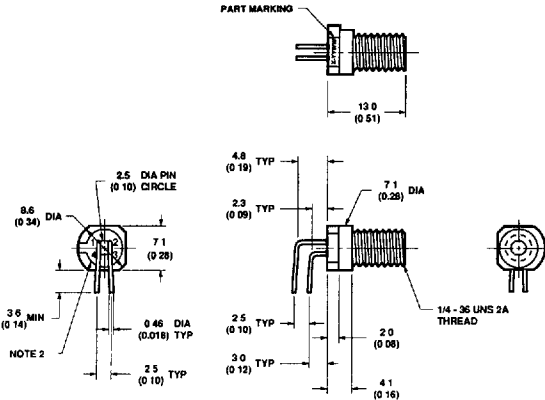 PART MARKING
13 0
(0 51)
4.8 TYP
(0 19)
2.5 DIA PIN
(0 10) CIRCLE
7 1 DIA
(0.28)
8.6 DIA
(0 34)
2.3 TYP
(0 09)
1 2
7 1
(0 28)
3 6 MIN
(0 14)
0 46 DIA
(0.018) TYP
2 5 TYP
(0 10)
2 0
(0 08)
1/4 - 36 UNS 2A
THREAD
NOTE 2
2 5 TYP
(0 10)
3 0 TYP
(0 12)
4 1
(0 16)